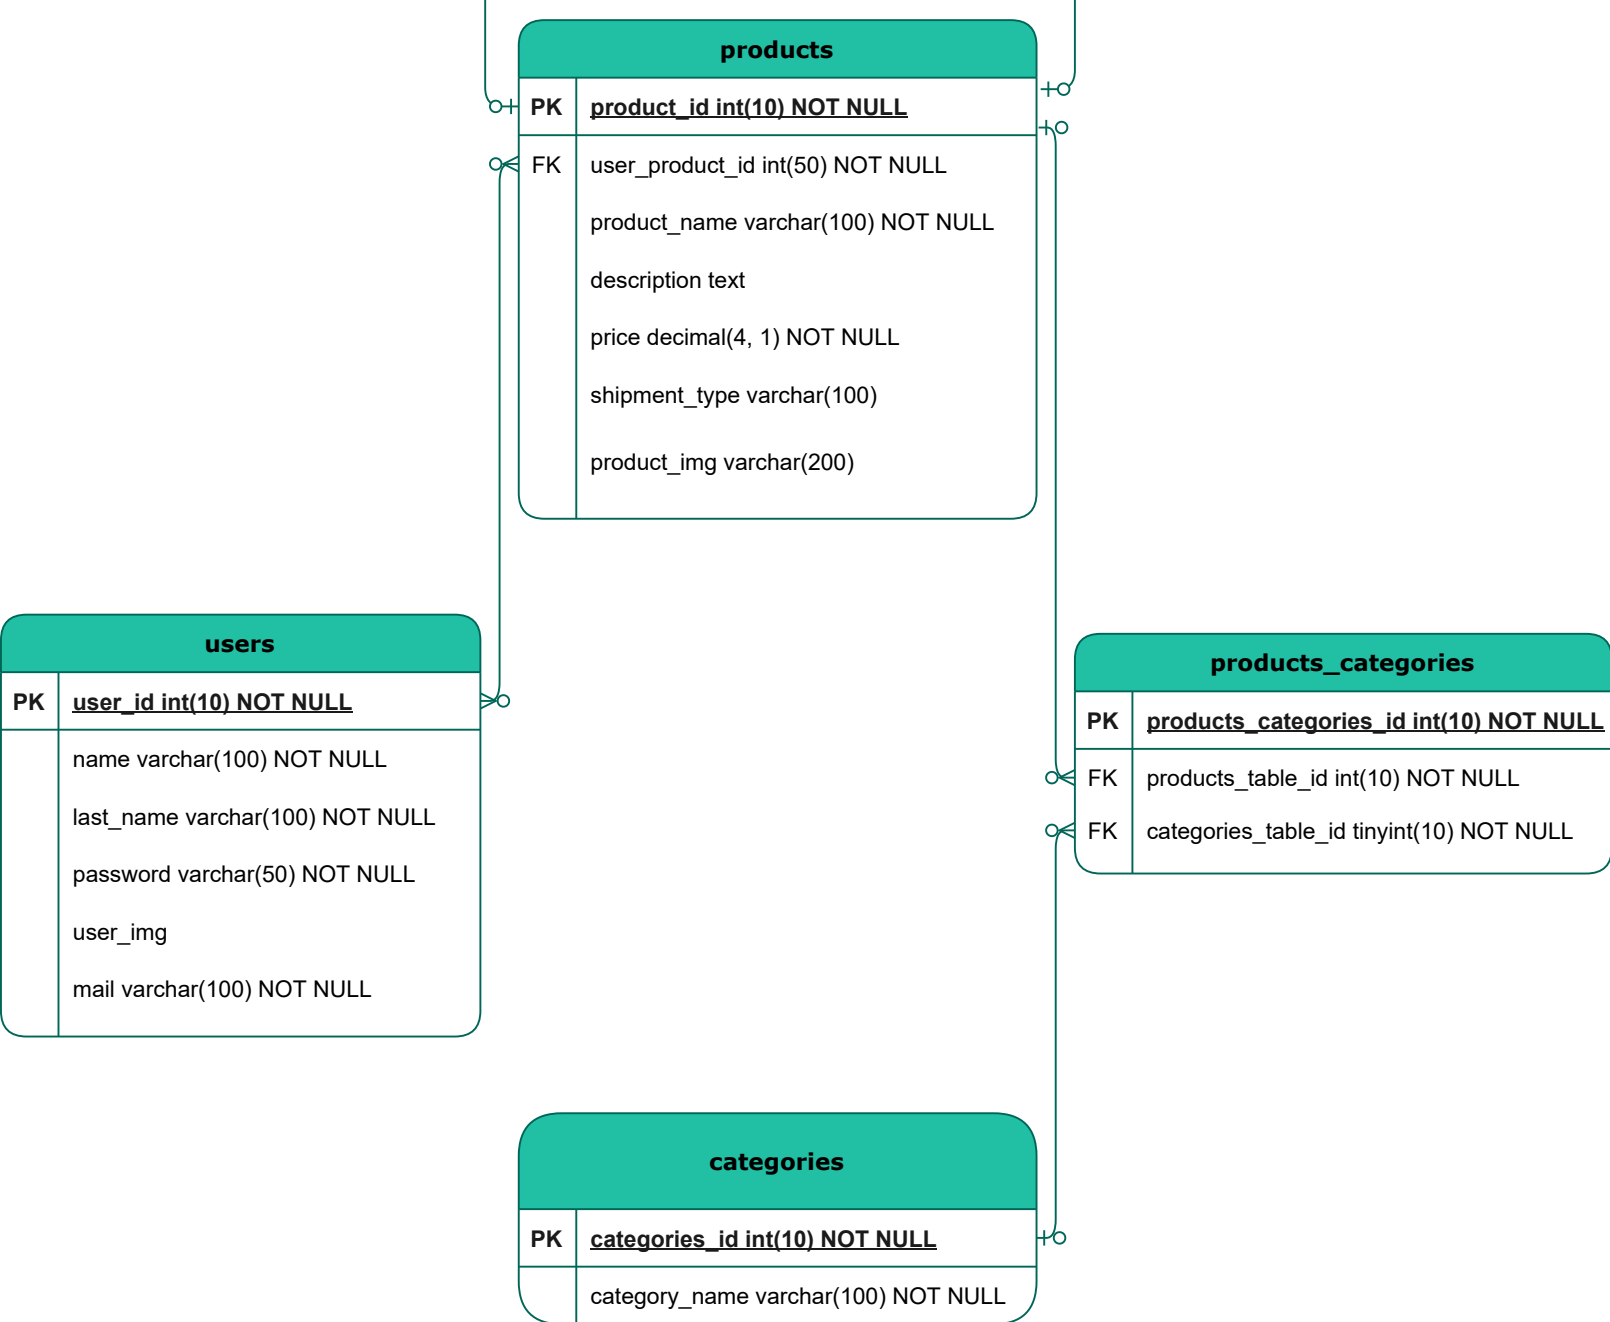 products
PK product_id int(10) NOT NULL
FK user_product_id int(50) NOT NULL
product_name varchar(100) NOT NULL
description text
price decimal(4, 1) NOT NULL
shipment_type varchar(100)
product_img varchar(200)
users
PK user_id int(10) NOT NULL
name varchar(100) NOT NULL
last_name varchar(100) NOT NULL
password varchar(50) NOT NULL
user_img
mail varchar(100) NOT NULL
products_categories
PK products_categories_id int(10) NOT NULL
FK products_table_id int(10) NOT NULL
FK categories_table_id tinyint(10) NOT NULL
categories
PK categories_id int(10) NOT NULL
category_name varchar(100) NOT NULL